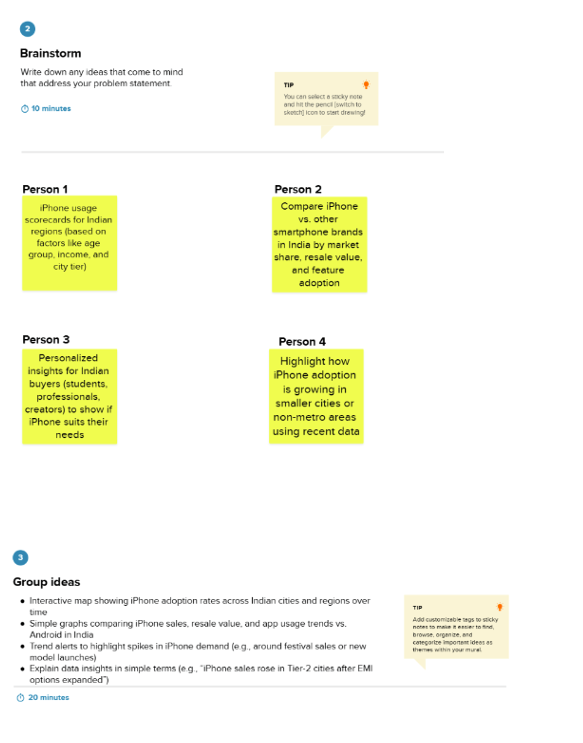 2
Brainstorm
Write down any ideas that come to mind
that address your problem statement.
10 minutes
TIP
You can select a sticky note
and hit the pencil [switch to
sketch] icon to start drawing!
Person 1
iPhone usage
scorecards for Indian
regions (based on
factors like age
group, income, and
city tier)
Person 2
Compare iPhone
vs. other
smartphone brands
in India by market
share, resale value,
and feature
adoption
Person 3
Personalized
insights for Indian
buyers (students,
professionals,
creators) to show if
iPhone suits their
needs
Person 4
Highlight how
iPhone adoption
is growing in
smaller cities or
non-metro areas
using recent data
3
Group ideas
● Interactive map showing iPhone adoption rates across Indian cities and regions over
time
● Simple graphs comparing iPhone sales, resale value, and app usage trends vs.
Android in India
● Trend alerts to highlight spikes in iPhone demand (e.g., around festival sales or new
model launches)
● Explain data insights in simple terms (e.g., "iPhone sales rose in Tier-2 cities after EMI
options expanded")
20 minutes
TIP
Add customizable tags to sticky
notes to make it easier to find,
browse, organize, and
categorize important ideas as
themes within your mural.